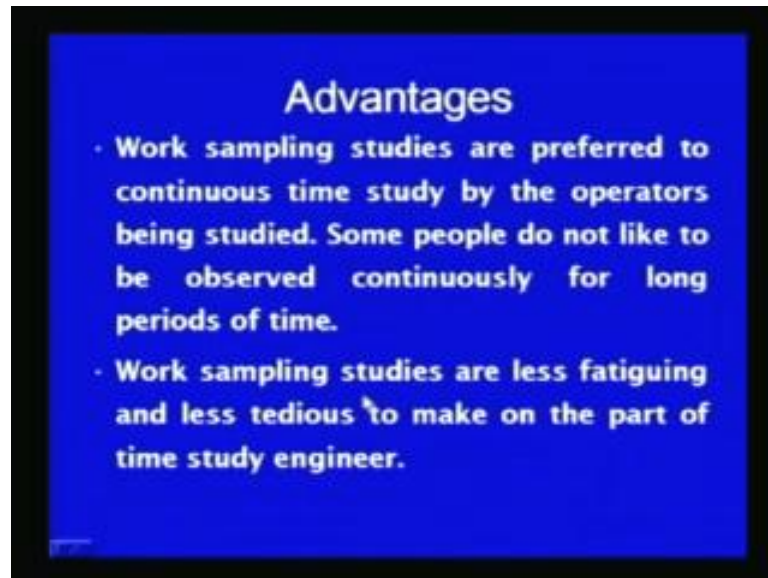 Advantages
• Work sampling studies are preferred to
continuous time study by the operators
being studied. Some people do not like to
be observed continuously for long
periods of time.
• Work sampling studies are less fatiguing
and less tedious to make on the part of
time study engineer.